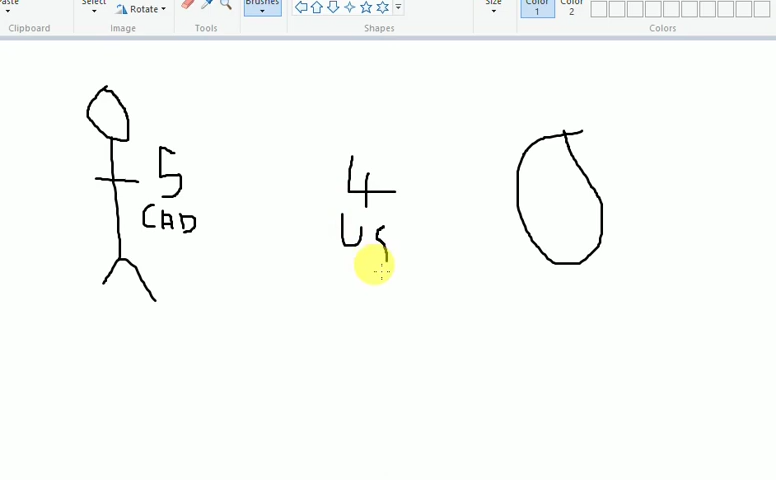 Paste
Select
Rotate
Brushes
Size
Color
1
Color
2
Clipboard
Image
Tools
Shapes
Colors
5
CAD
4
US